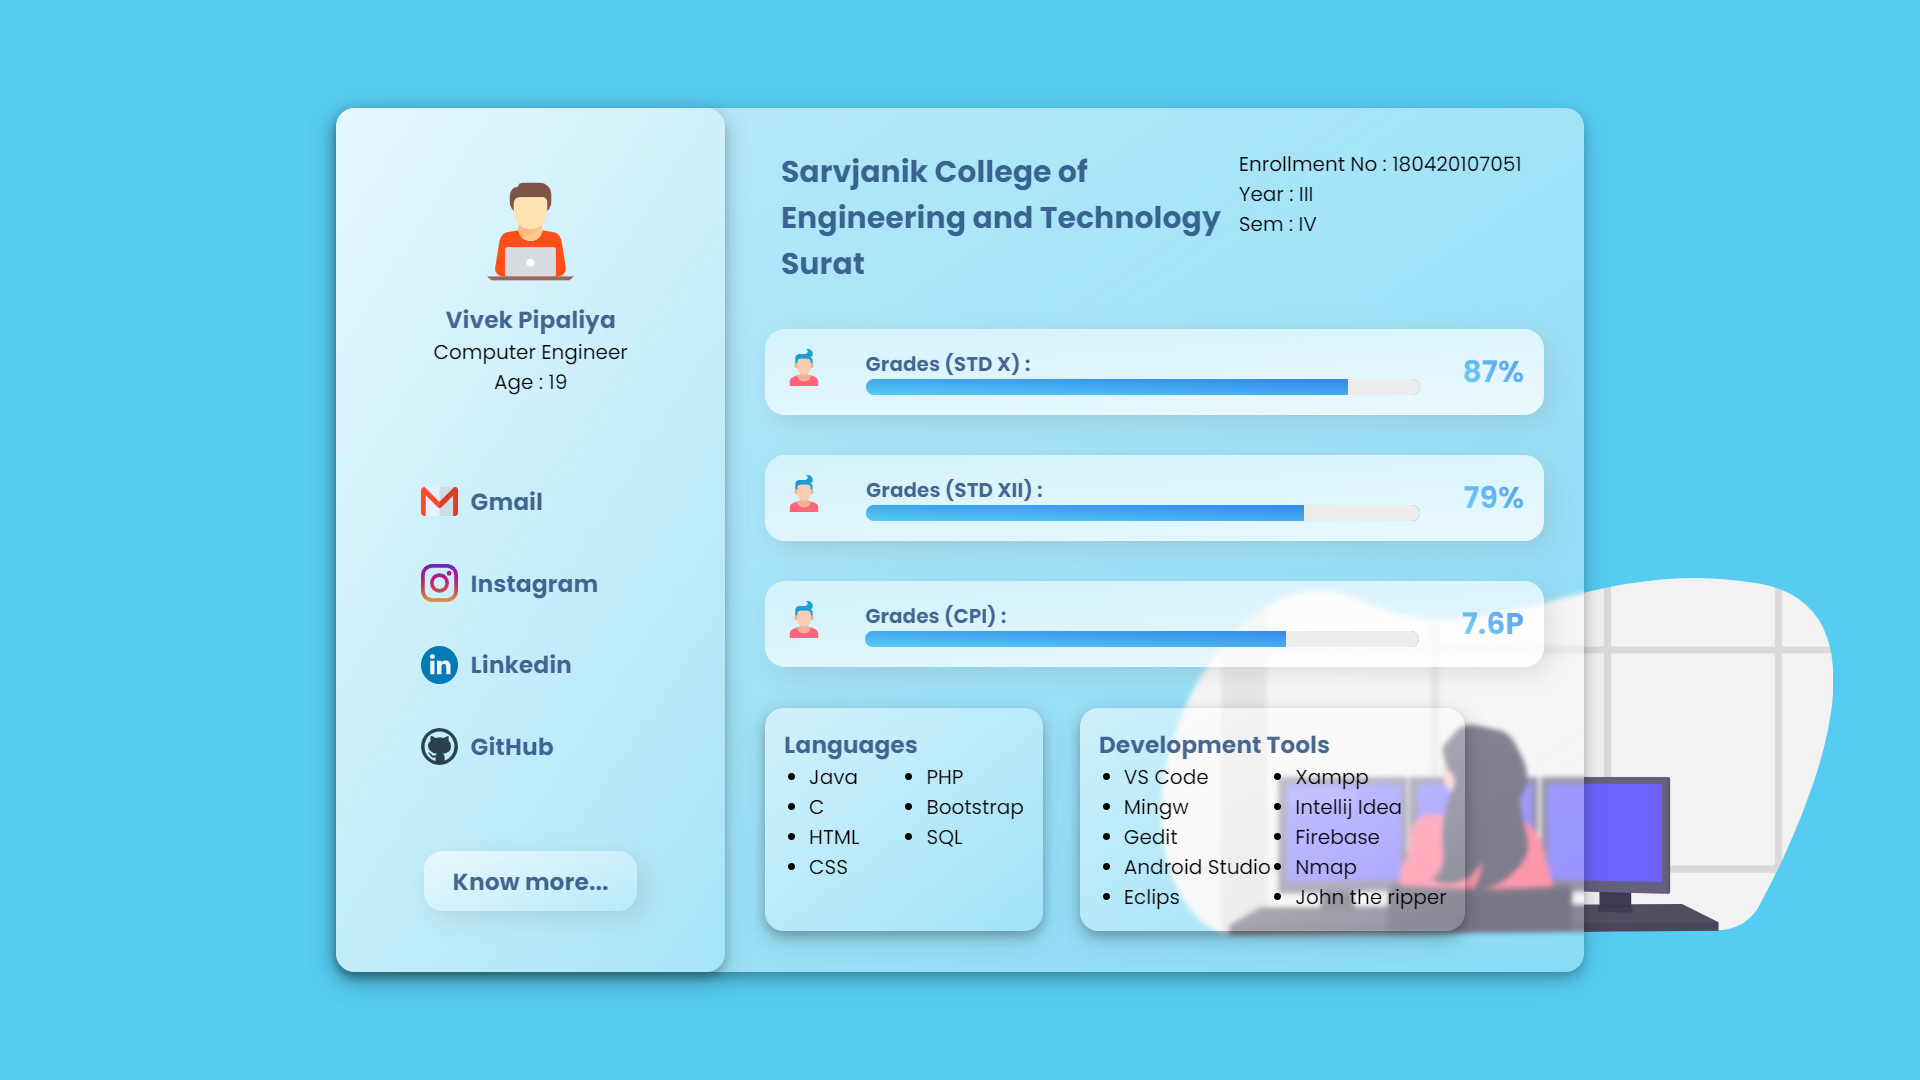 Vivek Pipaliya
Computer Engineer
Age : 19
Gmail
Instagram
Linkedin
GitHub
Know more...
Sarvjanik College of
Engineering and Technology
Surat
Enrollment No : 180420107051
Year : III
Sem : IV
Grades (STD X) :
87%
Grades (STD XII) :
79%
Grades (CPI) :
7.6P
Languages
Java
C
HTML
CSS
PHP
Bootstrap
SQL
Development Tools
VS Code
Mingw
Gedit
Android Studio
Eclips
Xampp
Intellij Idea
Firebase
Nmap
John the ripper